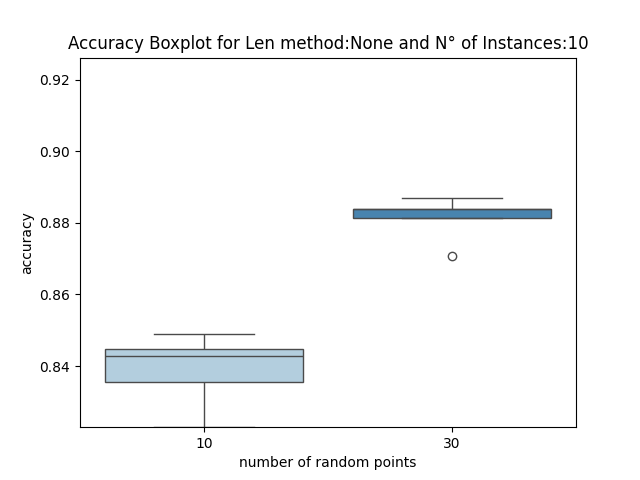 Accuracy Boxplot for Len method:None and N° of Instances:10
0.92
0.90
0.88
0.86
0.84
accuracy
10 30
number of random points